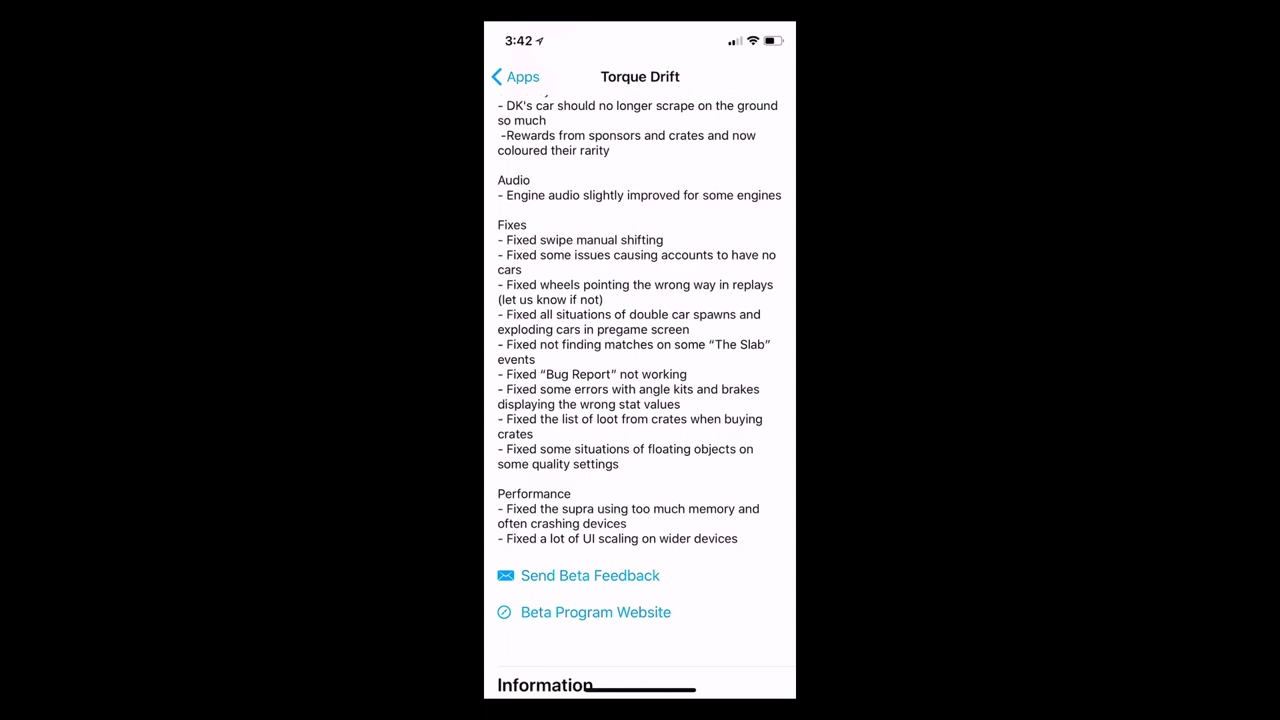 3:42
Apps
Torque Drift
- DK's car should no longer scrape on the ground
so much
-Rewards from sponsors and crates and now
coloured their rarity
Audio
- Engine audio slightly improved for some engines
Fixes
- Fixed swipe manual shifting
- Fixed some issues causing accounts to have no
cars
- Fixed wheels pointing the wrong way in replays
(let us know if not)
- Fixed all situations of double car spawns and
exploding cars in pregame screen
- Fixed not finding matches on some “The Slab”
events
- Fixed “Bug Report” not working
- Fixed some errors with angle kits and brakes
displaying the wrong stat values
- Fixed the list of loot from crates when buying
crates
- Fixed some situations of floating objects on
some quality settings
Performance
- Fixed the supra using too much memory and
often crashing devices
- Fixed a lot of UI scaling on wider devices
Send Beta Feedback
Beta Program Website
Information